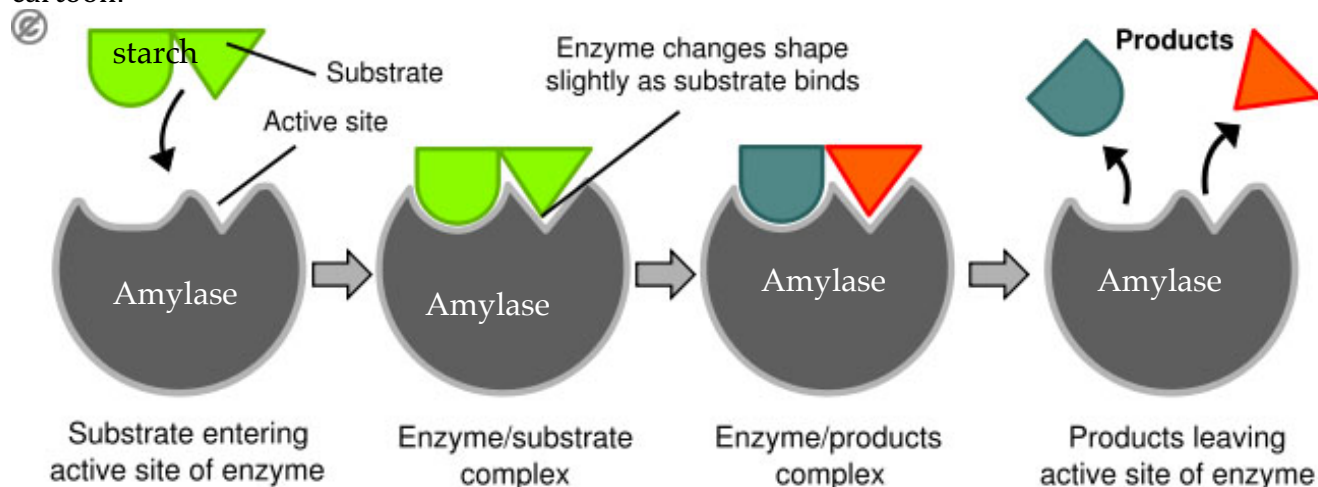 cartoon.
starch
Substrate
Active site
Enzyme changes shape
slightly as substrate binds
Products
Amylase
Amylase
Amylase
Amylase
Substrate entering
active site of enzyme
Enzyme/substrate
complex
Enzyme/products
complex
Products leaving
active site of enzyme